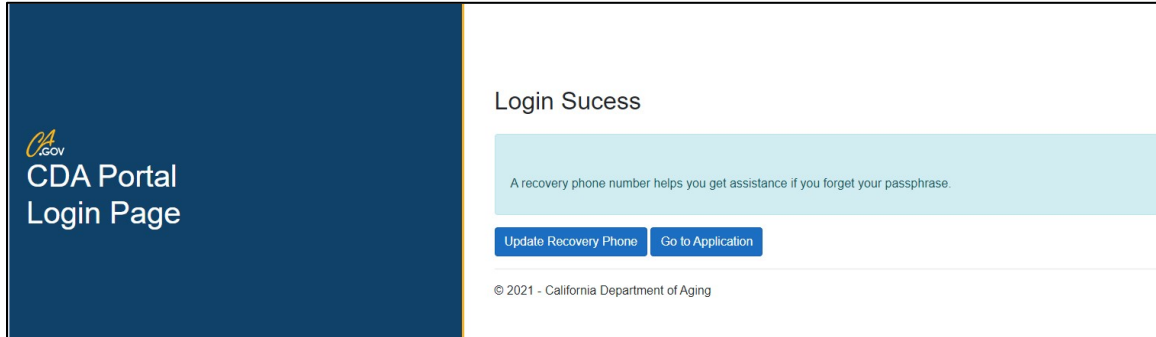 CA.GOV
CDA Portal
Login Page
Login Sucess
A recovery phone number helps you get assistance if you forget your passphrase.
Update Recovery Phone
Go to Application
© 2021 - California Department of Aging